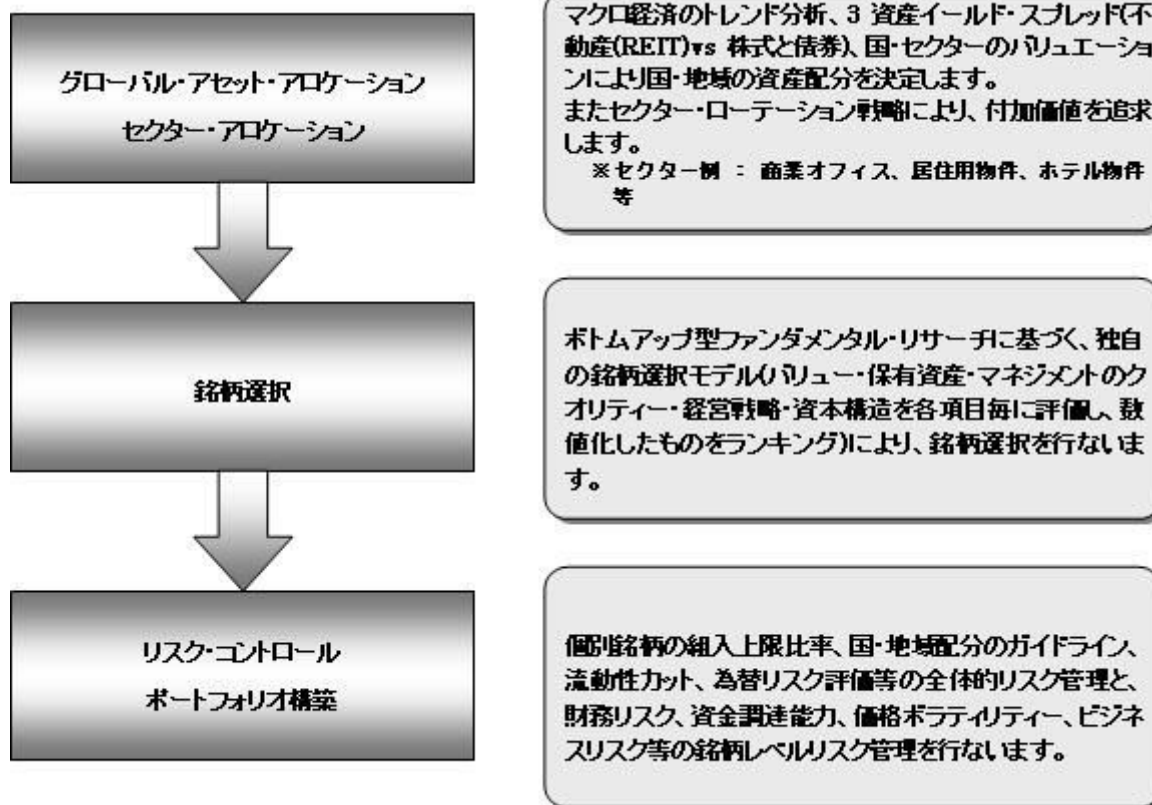 グローバル・アセット・アロケーション
セクター・アロケーション
マクロ経済のトレンド分析、3 資産イールド・スプレッド(不
動産(REIT)vs 株式と債券)、国・セクターのバリュエーショ
ンにより国・地域の資産配分を決定します。
またセクター・ローテーション戦略により、付加価値を追求
します。
※セクター例 : 商業オフィス、居住用物件、ホテル物件
等
銘柄選択
ボトムアップ型ファンダメンタル・リサーチに基づく、独自
の銘柄選択モデル(バリュー・保有資産・マネジメントのク
オリティー・経営戦略・資本構造を各項目毎に評価し、数
値化したものをランキング)により、銘柄選択を行ないま
す。
リスク・コントロール
ポートフォリオ構築
個別銘柄の組入上限比率、国・地域配分のガイドライン、
流動性カット、為替リスク評価等の全体的リスク管理と、
財務リスク、資金調達能力、価格ボラティリティー、ビジネ
スリスク等の銘柄レベルリスク管理を行ないます。